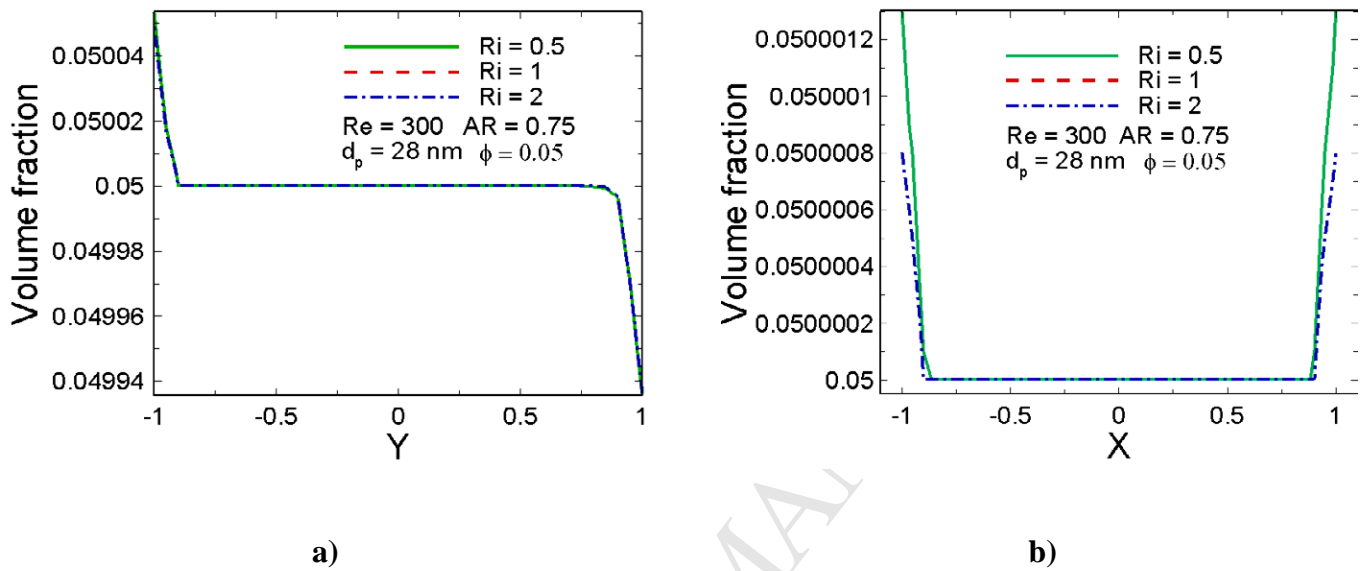 0.05004
0.05002
0.05
0.04998
0.04996
0.04994
Volume fraction
Ri = 0.5
Ri = 1
Ri = 2
Re = 300 AR = 0.75
dp = 28 nm ϕ = 0.05
-1 -0.5 0 0.5 1
Y
a)
0.0500012
0.050001
0.0500008
0.0500006
0.0500004
0.0500002
0.05
Volume fraction
Ri = 0.5
Ri = 1
Ri = 2
Re = 300 AR = 0.75
dp = 28 nm ϕ = 0.05
-1 -0.5 0 0.5 1
X
b)